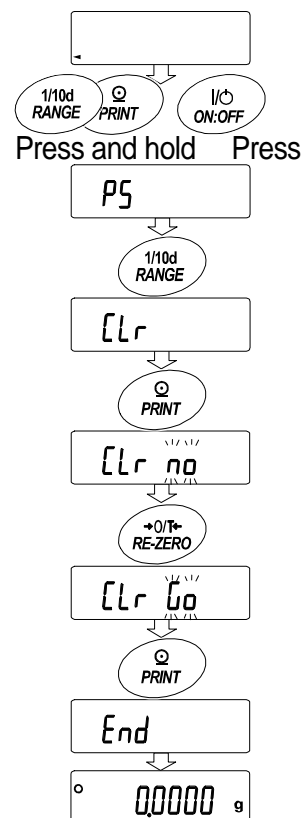 1/10d
RANGE
PRINT
I/⏻
ON:OFF
Press and hold Press
PS
1/10d
RANGE
CLr
PRINT
CLr no
→0/T←
RE-ZERO
CLr Go
PRINT
End
0.0000 g